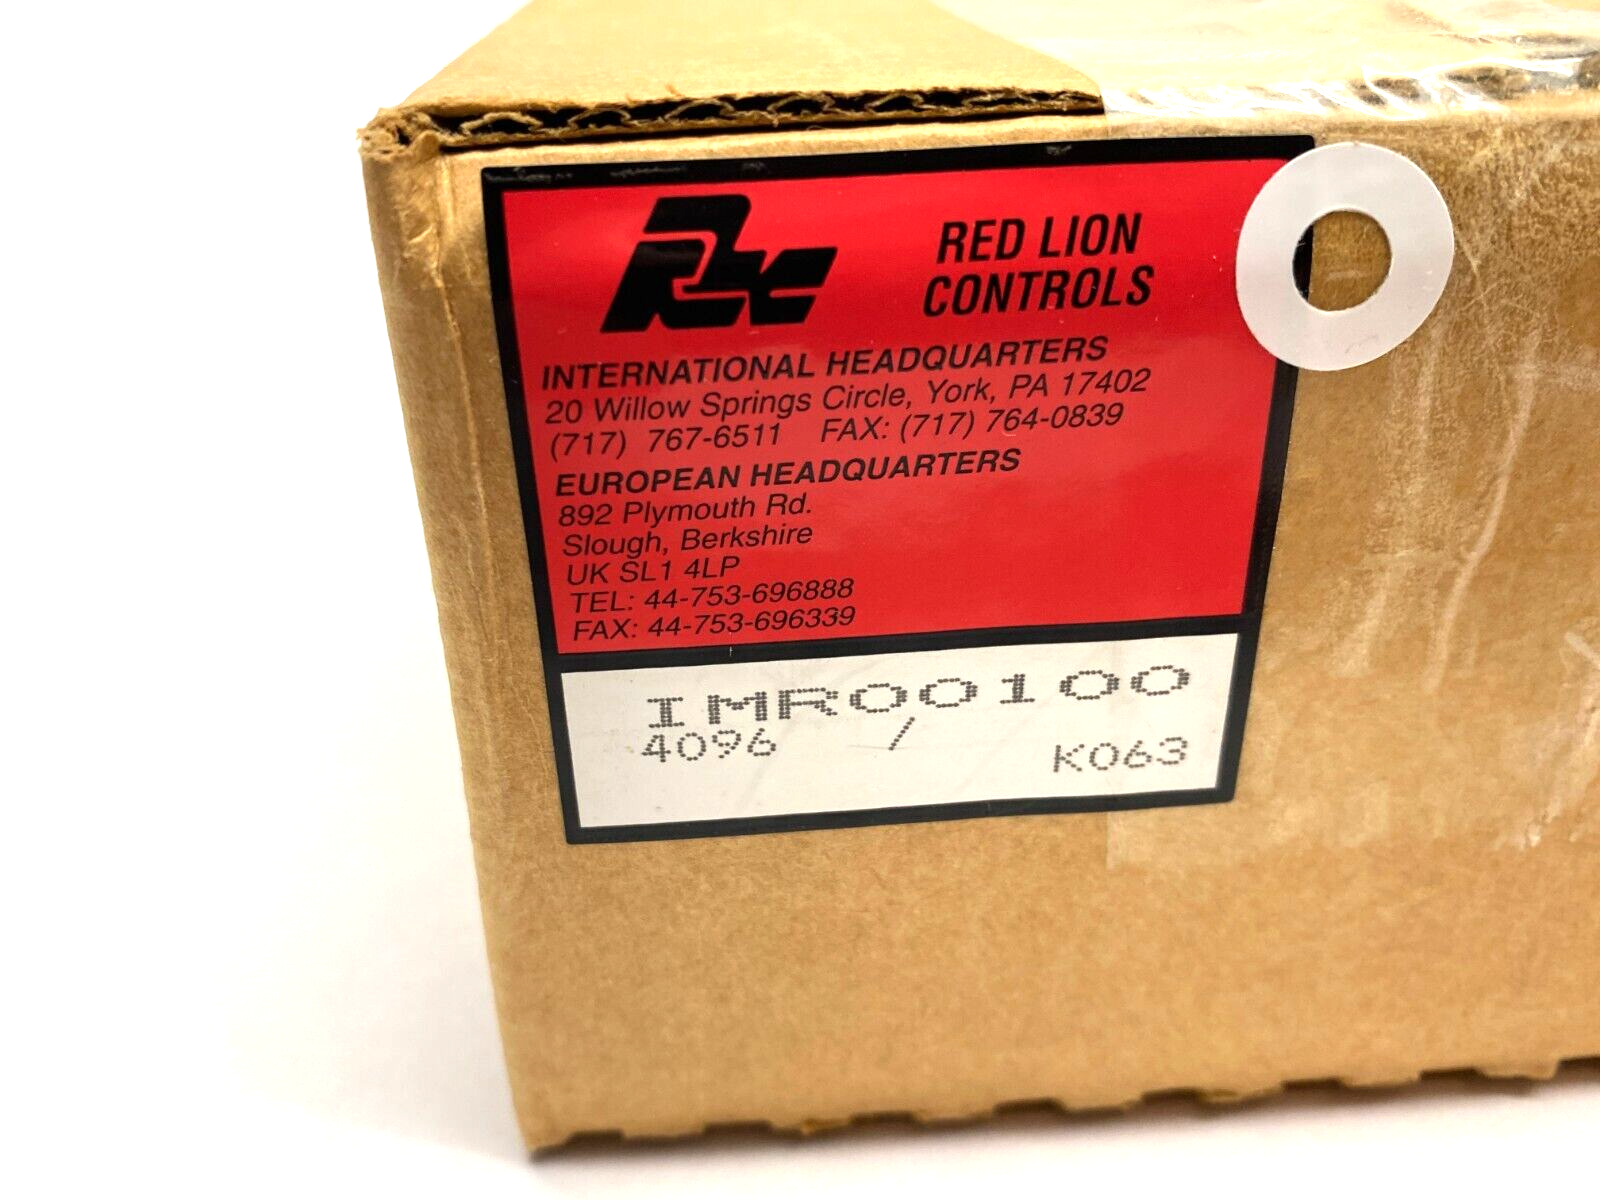 RLC
RED LION
CONTROLS
INTERNATIONAL HEADQUARTERS
20 Willow Springs Circle, York, PA 17402
(717) 767-6511 FAX: (717) 764-0839
EUROPEAN HEADQUARTERS
892 Plymouth Rd.
Slough, Berkshire
UK SL1 4LP
TEL: 44-753-696888
FAX: 44-753-696339
IMR00100
4096 / K063